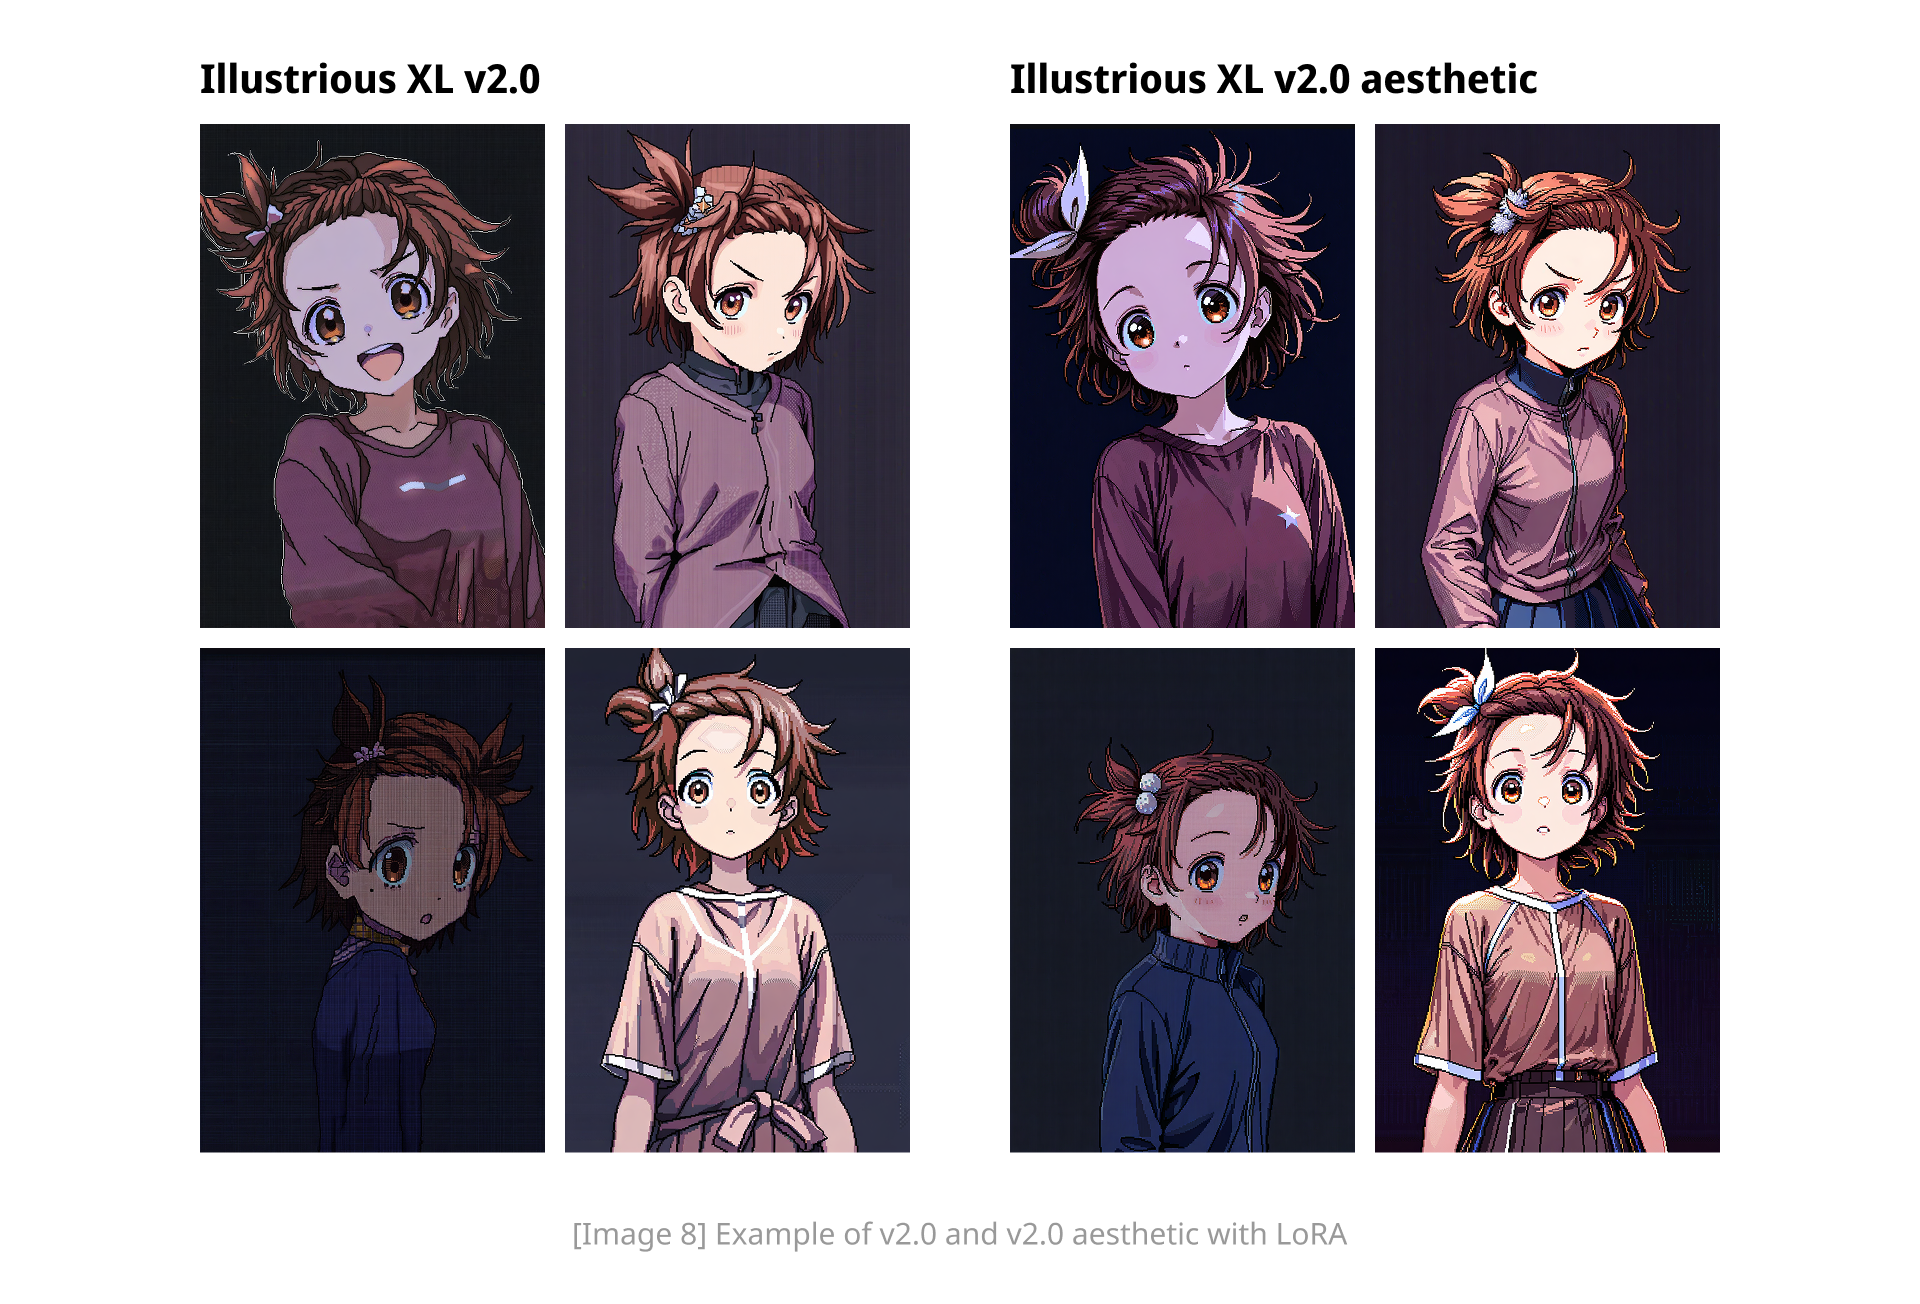 Illustrious XL v2.0
Illustrious XL v2.0 aesthetic
[Image 8] Example of v2.0 and v2.0 aesthetic with LoRA